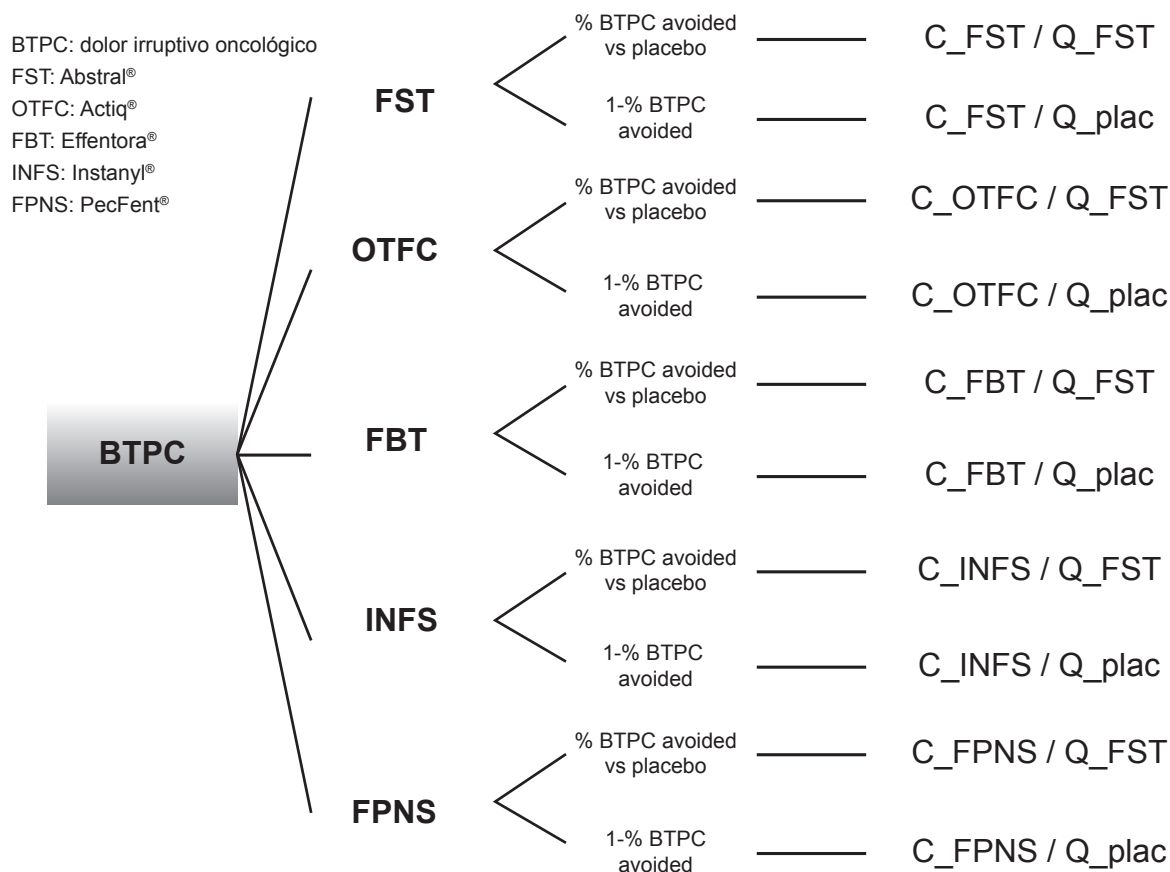 BTPC: dolor irruptivo oncológico
FST: Abstral®
OTFC: Actiq®
FBT: Effentora®
INFS: Instanyl®
FPNS: PecFent®
BTPC
FST
% BTPC avoided
vs placebo
C_FST / Q_FST
1-% BTPC
avoided
C_FST / Q_plac
OTFC
% BTPC avoided
vs placebo
C_OTFC / Q_FST
1-% BTPC
avoided
C_OTFC / Q_plac
FBT
% BTPC avoided
vs placebo
C_FBT / Q_FST
1-% BTPC
avoided
C_FBT / Q_plac
INFS
% BTPC avoided
vs placebo
C_INFS / Q_FST
1-% BTPC
avoided
C_INFS / Q_plac
FPNS
% BTPC avoided
vs placebo
C_FPNS / Q_FST
1-% BTPC
avoided
C_FPNS / Q_plac